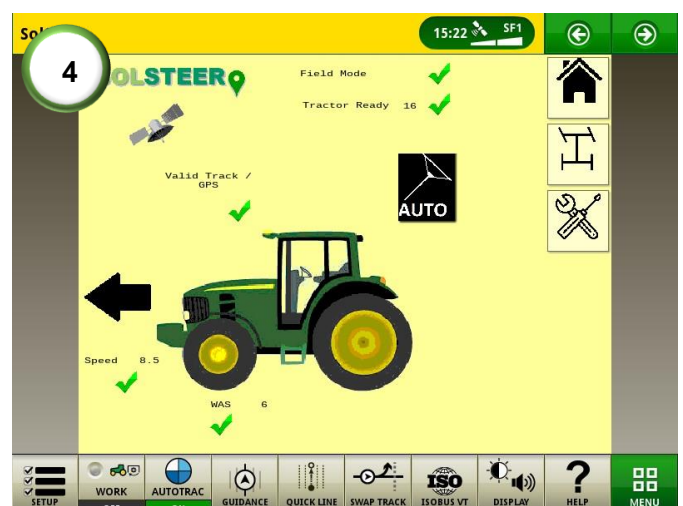 Sol
15:22 SF1
4
OLSTEER
Field Mode
Tractor Ready 16
Valid Track /
GPS
AUTO
Speed 8.5
WAS 6
SETUP
WORK
AUTOTRAC
GUIDANCE
QUICK LINE
SWAP TRACK
ISO
ISOBUS VT
DISPLAY
?
HELP
MENU